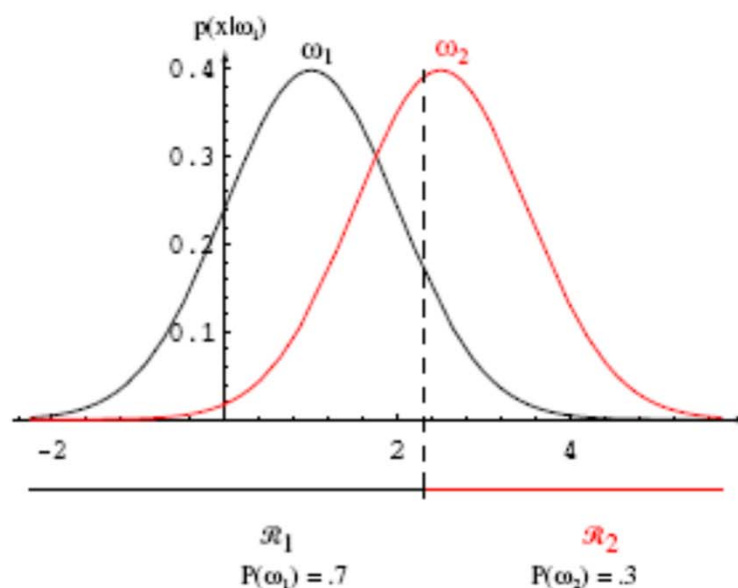 p(x|ωᵢ)
ω₁
ω₂
0.4
0.3
0.2
0.1
-2
2
4
ℛ₁
ℛ₂
P(ω₁) = .7
P(ω₂) = .3